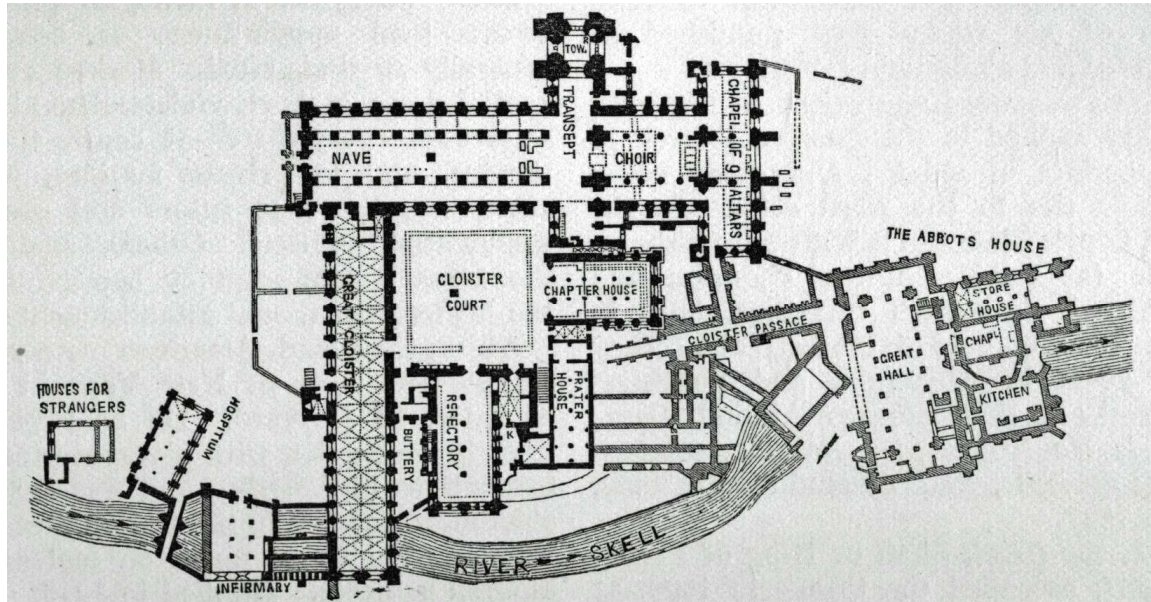 TOW.R
TRANSEPT
CHAPEL OF 9 ALTARS
NAVE
CHOIR
THE ABBOTS HOUSE
GREAT CLOISTER
CLOISTER
COURT
CHAPTER HOUSE
STORE
HOUSE
CLOISTER PASSAGE
CHAPL
GREAT
HALL
KITCHEN
HOUSES FOR
STRANGERS
HOSPITIUM
BUTTERY
REFECTORY
K
FRATER
HOUSE
RIVER SKELL
INFIRMARY